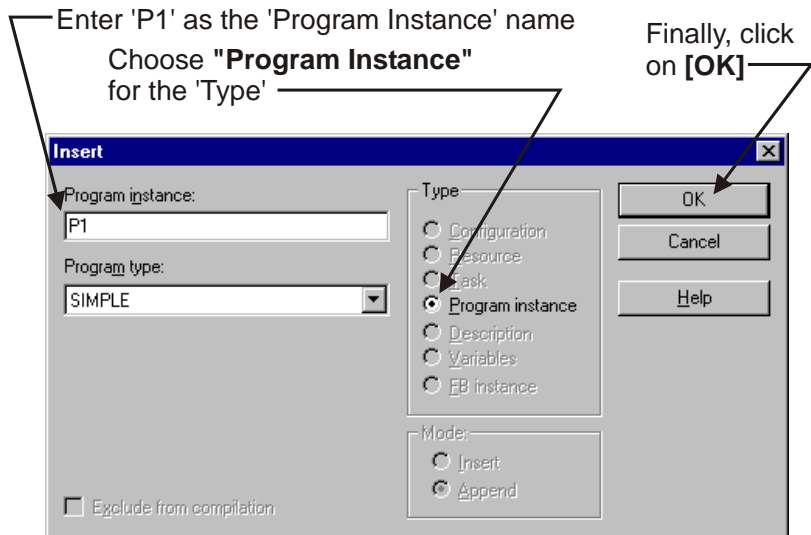 Enter 'P1' as the 'Program Instance' name
Choose "Program Instance"
for the 'Type'
Finally, click
on [OK]
Insert
Program instance:
P1
Program type:
SIMPLE
Exclude from compilation
Type
Configuration
Resource
Task
Program instance
Description
Variables
FB instance
Mode:
Insert
Append
OK
Cancel
Help